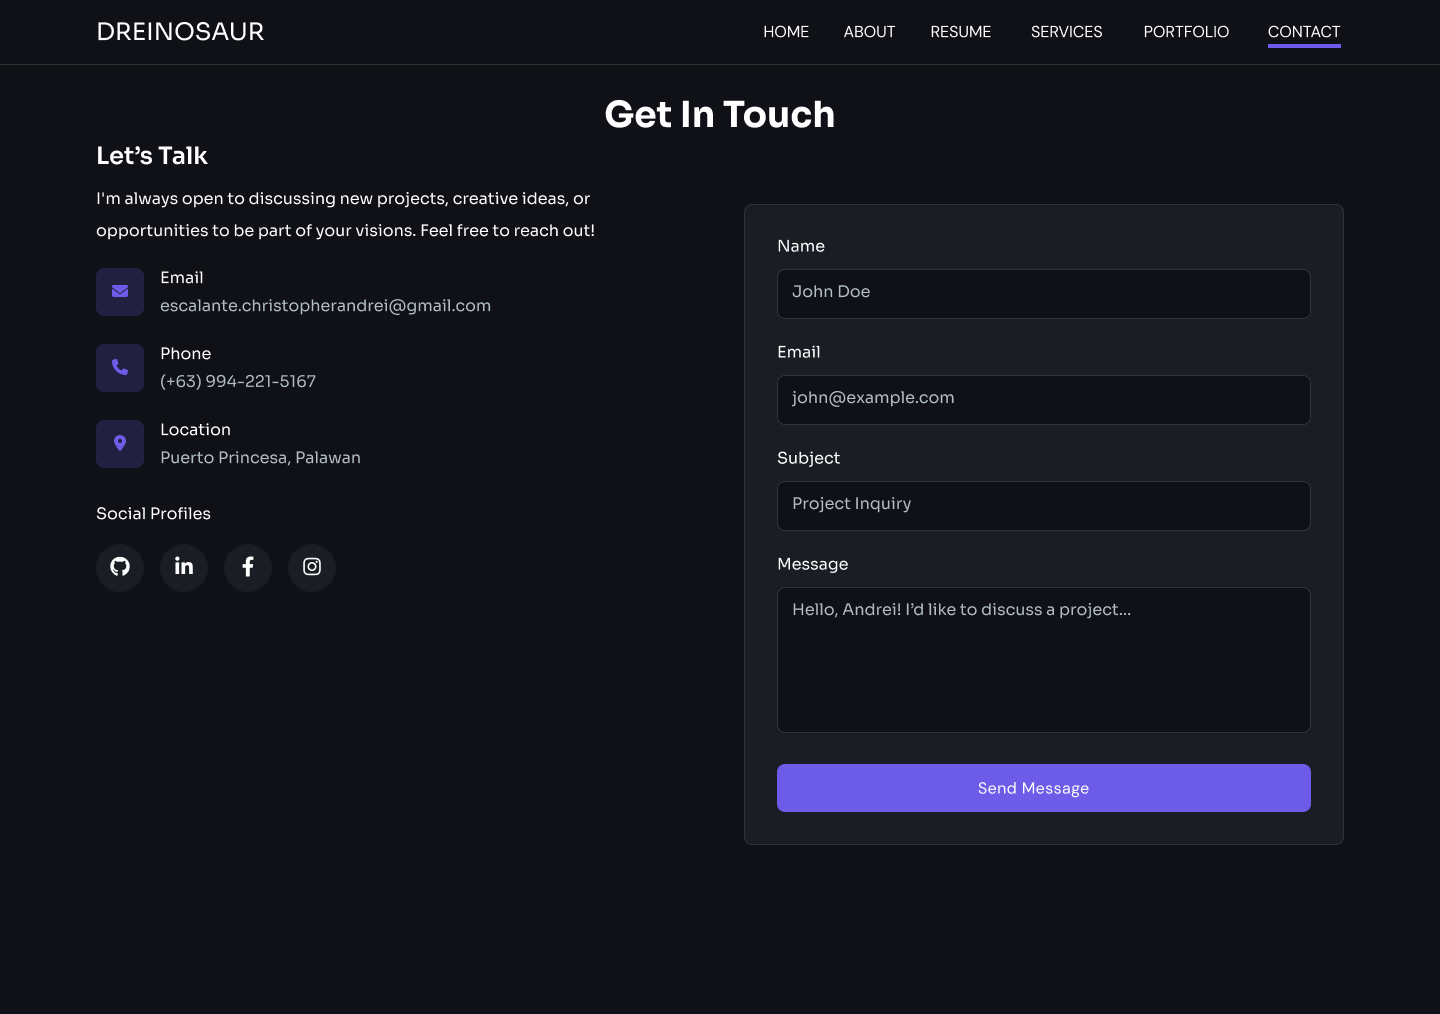 DREINOSAUR
HOME ABOUT RESUME SERVICES PORTFOLIO CONTACT
Get In Touch
Let’s Talk
I'm always open to discussing new projects, creative ideas, or
opportunities to be part of your visions. Feel free to reach out!
Email
escalante.christopherandrei@gmail.com
Phone
(+63) 994-221-5167
Location
Puerto Princesa, Palawan
Social Profiles
in
f
Name
John Doe
Email
john@example.com
Subject
Project Inquiry
Message
Hello, Andrei! I’d like to discuss a project...
Send Message